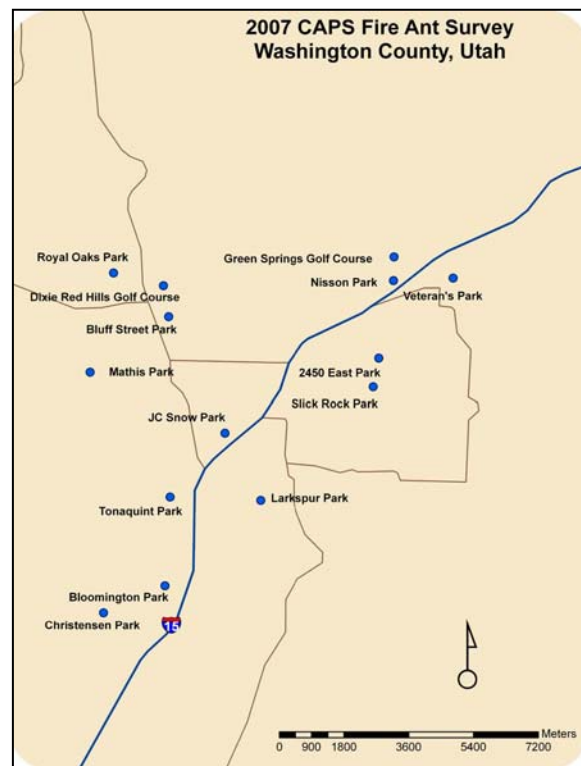 2007 CAPS Fire Ant Survey
Washington County, Utah
Green Springs Golf Course
Royal Oaks Park
Nisson Park
Veteran's Park
Dixie Red Hills Golf Course
Bluff Street Park
Mathis Park
2450 East Park
Slick Rock Park
JC Snow Park
Larkspur Park
Tonaquint Park
Bloomington Park
Christensen Park
15
Meters
0 900 1800 3600 5400 7200